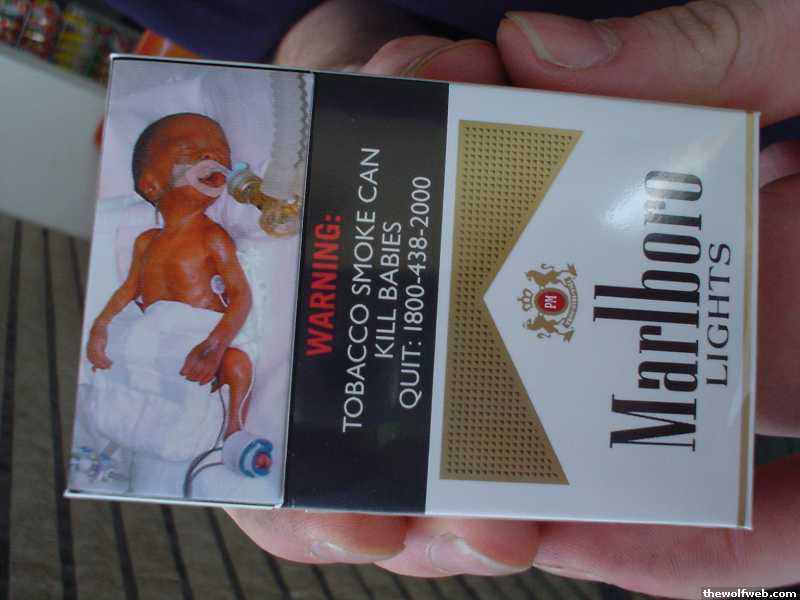 WARNING:
TOBACCO SMOKE CAN
KILL BABIES
QUIT: 1800-438-2000
PM
Marlboro
LIGHTS
thewolfweb.com